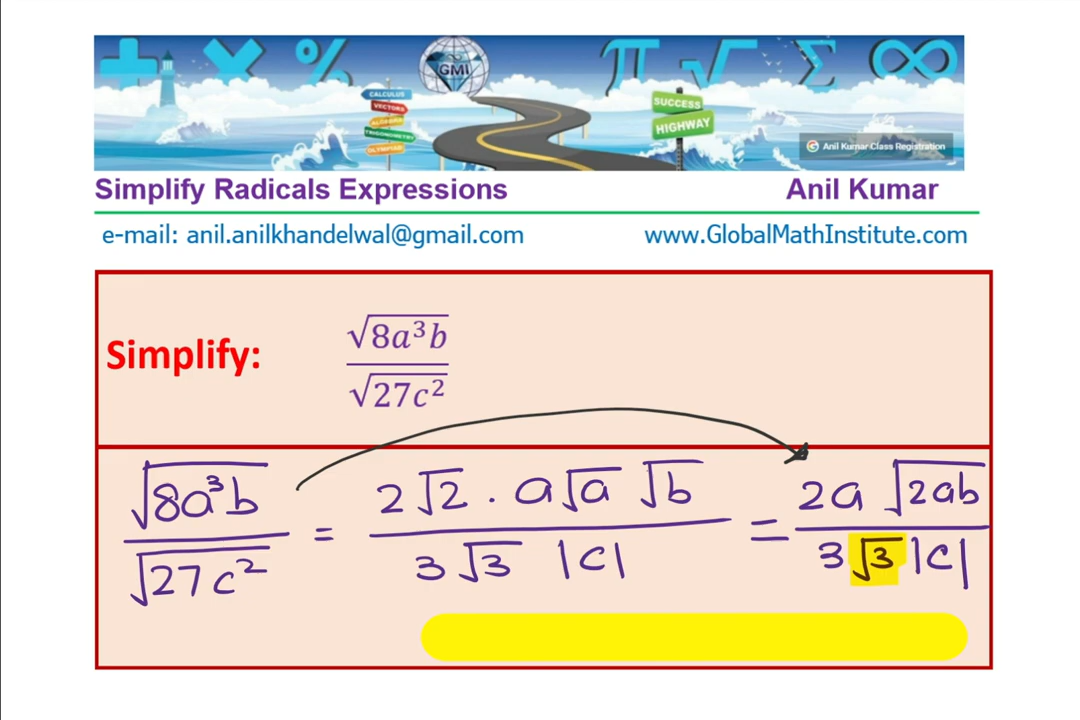 + × % GMI π √ Σ ∞
CALCULUS
VECTORS
ALGEBRA
TRIGONOMETRY
OLYMPIAD
SUCCESS
HIGHWAY
G Anil Kumar Class Registration
Simplify Radicals Expressions Anil Kumar
e-mail: anil.anilkhandelwal@gmail.com www.GlobalMathInstitute.com
Simplify: √(8a³b) / √(27c²)
√(8a³b) / √(27c²) = 2√2 · a√a √b / 3√3 |c| = 2a √(2ab) / 3√3 |c|